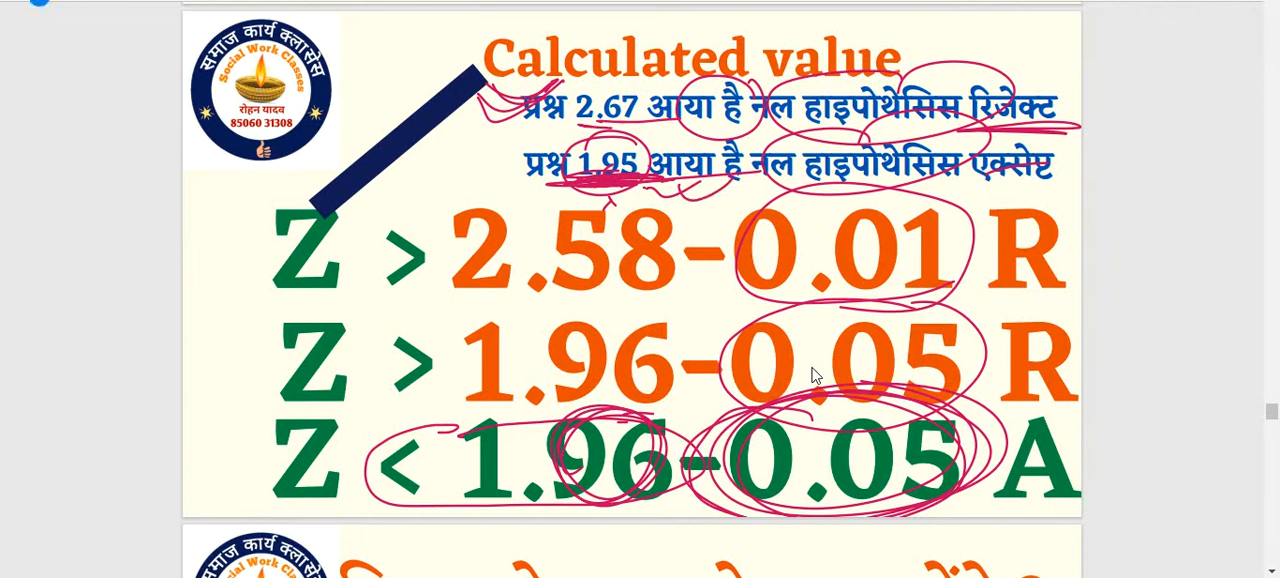 समाज कार्य क्लासेस
Social Work Classes
रोहन यादव
85060 31308
Calculated value
प्रश्न 2.67 आया है नल हाइपोथेसिस रिजेक्ट
प्रश्न 1.95 आया है नल हाइपोथेसिस एक्सेप्ट
Z > 2.58-0.01 R
Z > 1.96-0.05 R
Z < 1.96-0.05 A
समाज कार्य क्लासेस